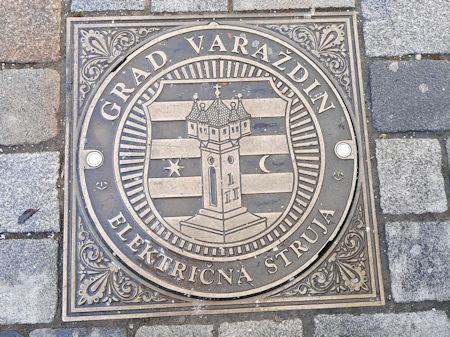 GRAD VARAŽDIN
ELEKTRIČNA STRUJA